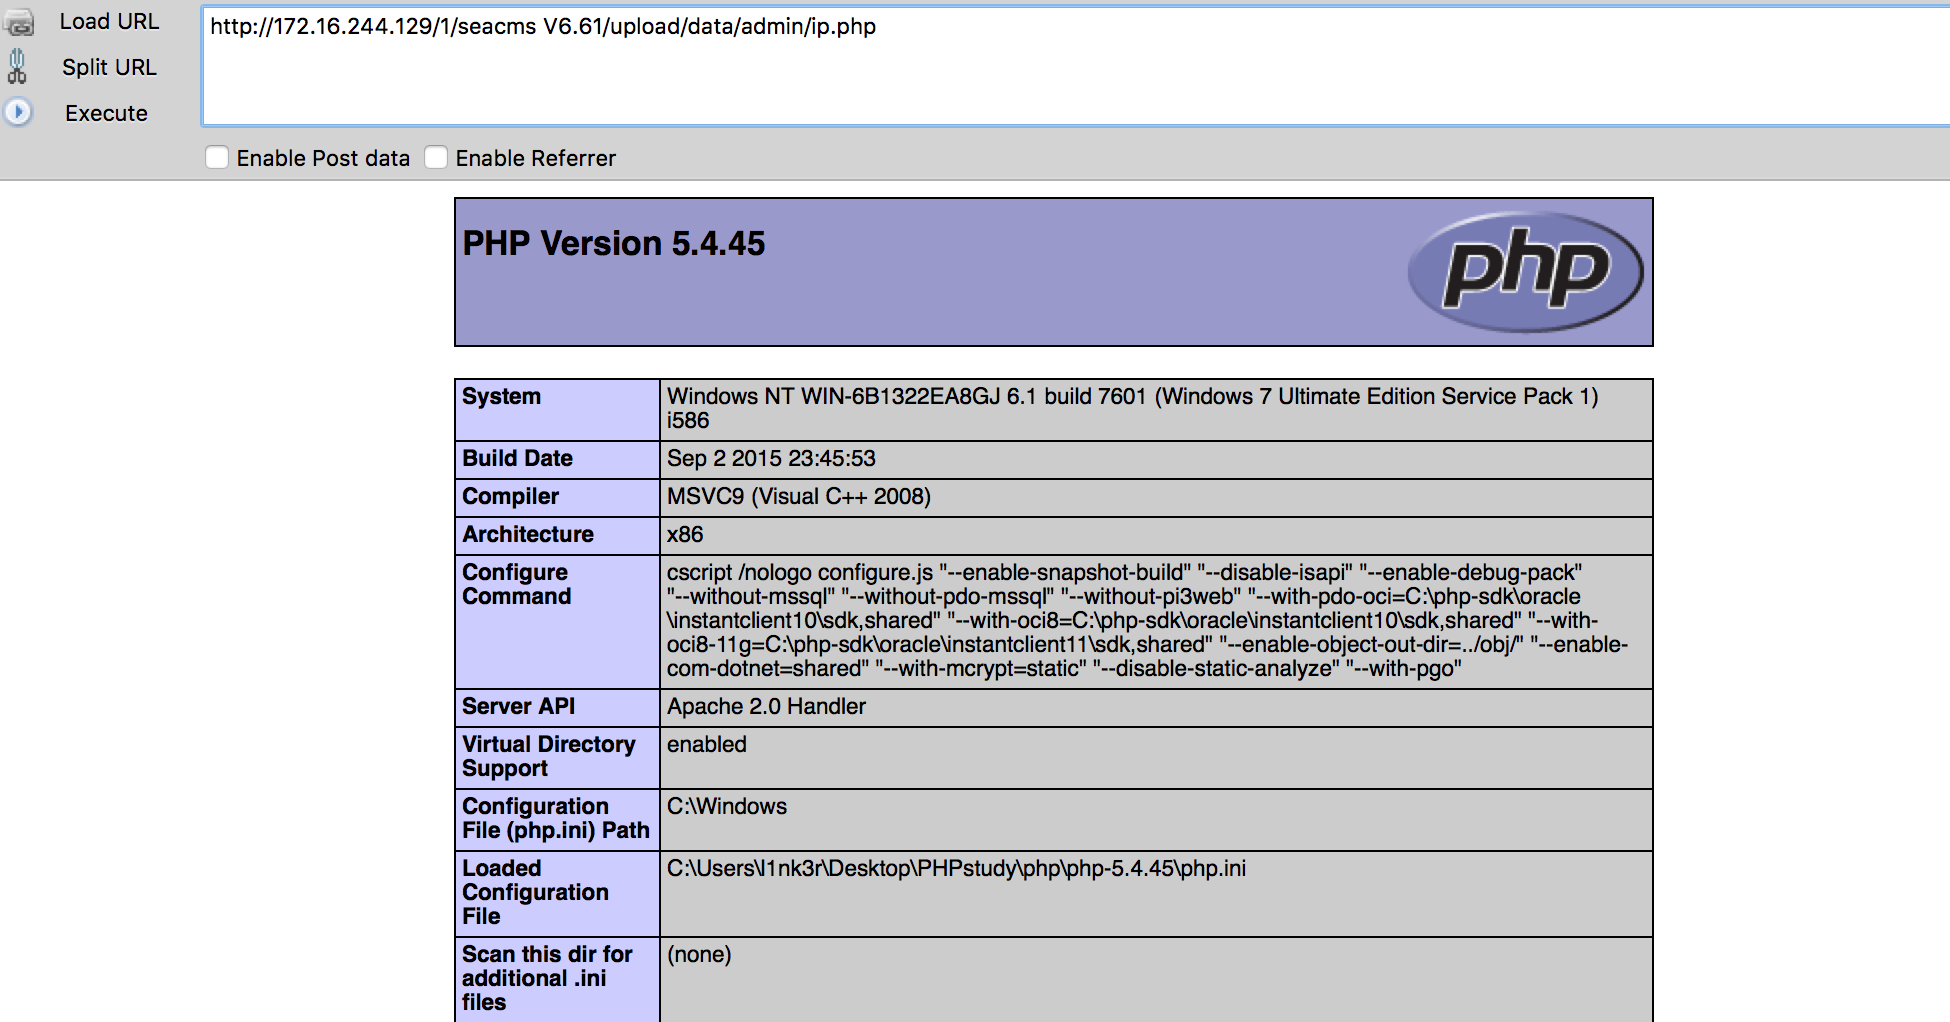 Load URL
http://172.16.244.129/1/seacms V6.61/upload/data/admin/ip.php
Split URL
Execute
Enable Post data
Enable Referrer
PHP Version 5.4.45
php
System
Windows NT WIN-6B1322EA8GJ 6.1 build 7601 (Windows 7 Ultimate Edition Service Pack 1)
i586
Build Date
Sep 2 2015 23:45:53
Compiler
MSVC9 (Visual C++ 2008)
Architecture
x86
Configure
Command
cscript /nologo configure.js "--enable-snapshot-build" "--disable-isapi" "--enable-debug-pack"
"--without-mssql" "--without-pdo-mssql" "--without-pi3web" "--with-pdo-oci=C:\php-sdk\oracle
\instantclient10\sdk,shared" "--with-oci8=C:\php-sdk\oracle\instantclient10\sdk,shared" "--with-
oci8-11g=C:\php-sdk\oracle\instantclient11\sdk,shared" "--enable-object-out-dir=../obj/" "--enable-
com-dotnet=shared" "--with-mcrypt=static" "--disable-static-analyze" "--with-pgo"
Server API
Apache 2.0 Handler
Virtual Directory
Support
enabled
Configuration
File (php.ini) Path
C:\Windows
Loaded
Configuration
File
C:\Users\l1nk3r\Desktop\PHPstudy\php\php-5.4.45\php.ini
Scan this dir for
additional .ini
files
(none)